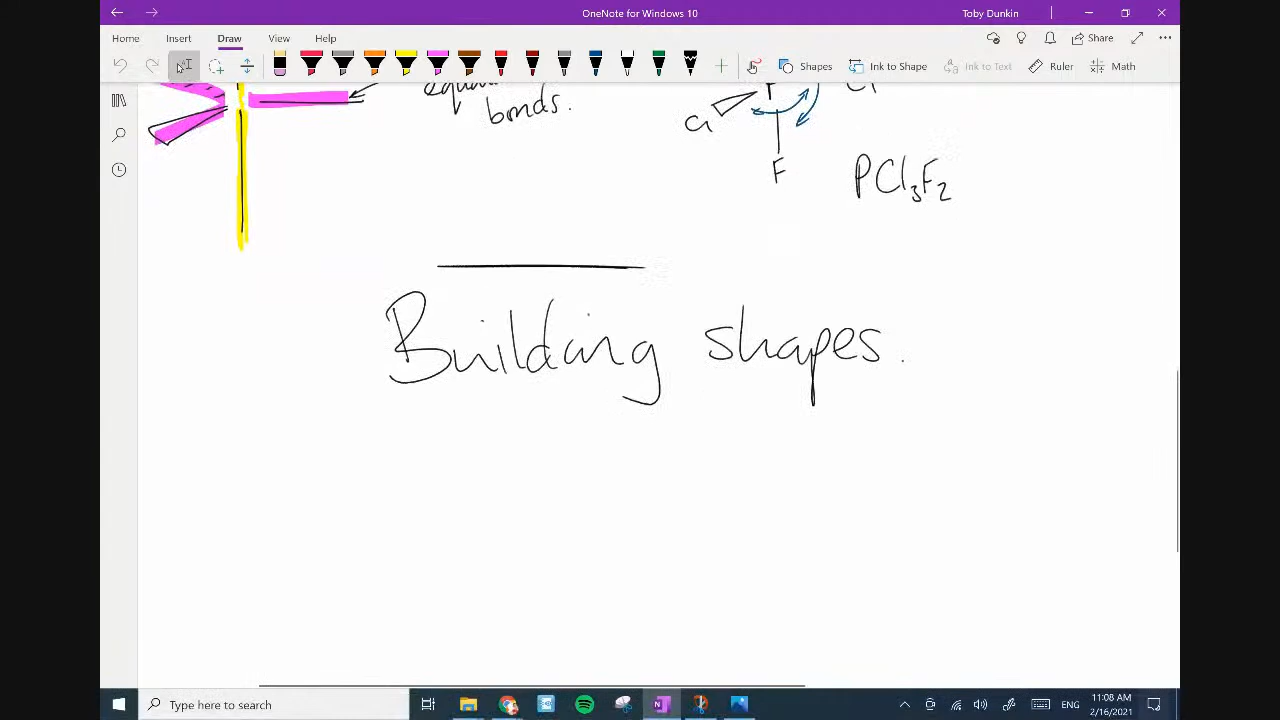 OneNote for Windows 10
Toby Dunkin
Home Insert Draw View Help
Share
Shapes Ink to Shape Ink to Text Ruler Math
bonds.
Cl
F
PCl₃F₂
Building shapes.
Type here to search
ENG
11:08 AM
2/16/2021